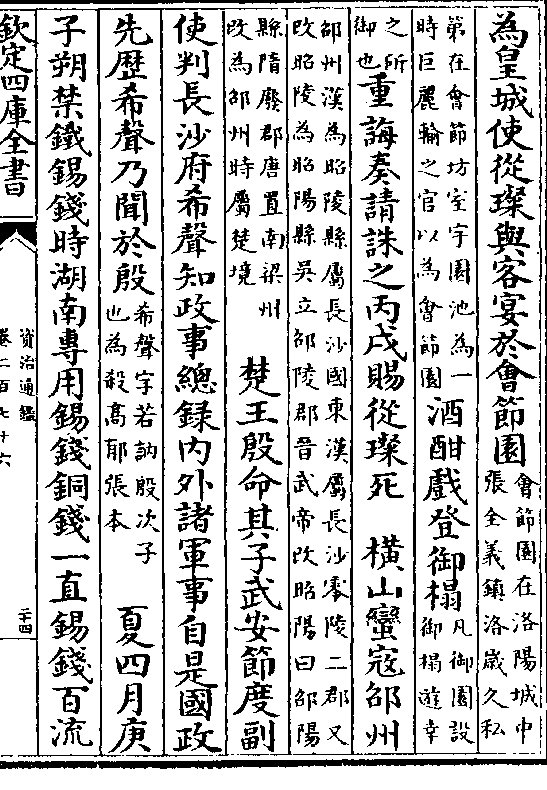 為皇城使從璨與客宴於會節園會節園在洛陽城中
張全義鎮洛歲久私
第在會節坊室宇園池為一
時巨麗輸之官以為會節園
酒酣戲登御榻凡御園設
御榻遊幸
之所
御也
重誨奏請誅之丙戌賜從璨死　橫山蠻寇邵州
邵州漢為昭陵縣屬長沙國東漢屬長沙零陵二郡又
改昭陵為昭陽縣吳立邵陵郡晉武帝改昭陽曰邵陽
縣隋廢郡唐置南梁州
改為邵州時屬楚境
楚王殷命其子武安節度副
使判長沙府希聲知政事總録内外諸軍事自是國政
先歷希聲乃聞於殷希聲字若訥殷次子
也為殺高耶張本
夏四月庚
子朔禁鐵錫錢時湖南專用錫錢銅錢一直錫錢百流
欽定四庫全書
資治通鑑
卷二百七十六
二十四